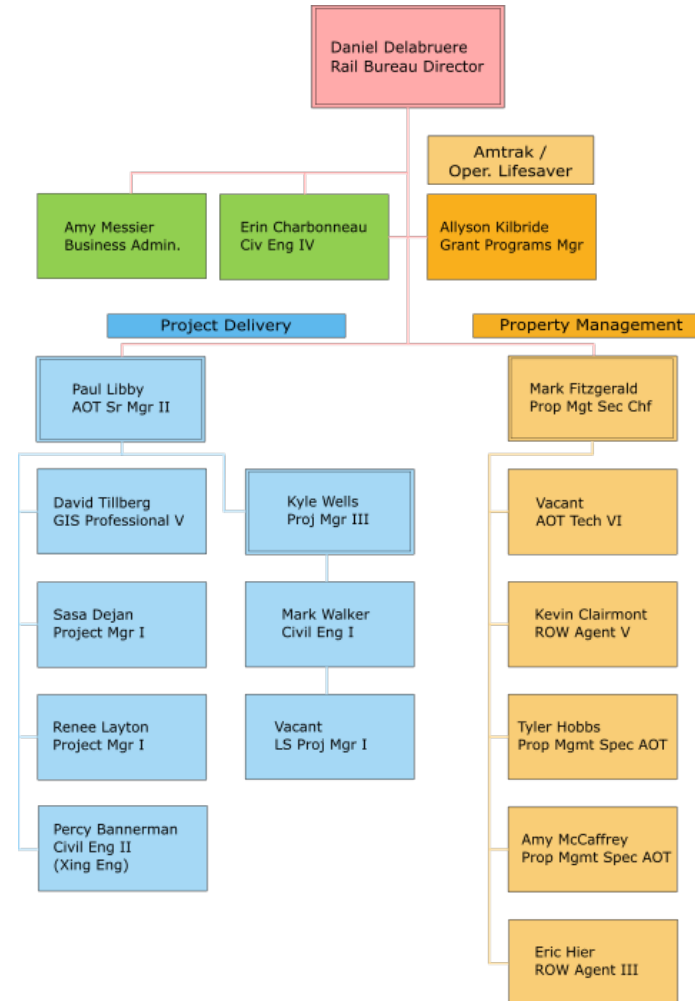 Daniel Delabruere
Rail Bureau Director
Amtrak /
Oper. Lifesaver
Amy Messier
Business Admin.
Erin Charbonneau
Civ Eng IV
Allyson Kilbride
Grant Programs Mgr
Project Delivery
Property Management
Paul Libby
AOT Sr Mgr II
Mark Fitzgerald
Prop Mgt Sec Chf
David Tillberg
GIS Professional V
Kyle Wells
Proj Mgr III
Vacant
AOT Tech VI
Sasa Dejan
Project Mgr I
Mark Walker
Civil Eng I
Kevin Clairmont
ROW Agent V
Renee Layton
Project Mgr I
Vacant
LS Proj Mgr I
Tyler Hobbs
Prop Mgmt Spec AOT
Percy Bannerman
Civil Eng II
(Xing Eng)
Amy McCaffrey
Prop Mgmt Spec AOT
Eric Hier
ROW Agent III